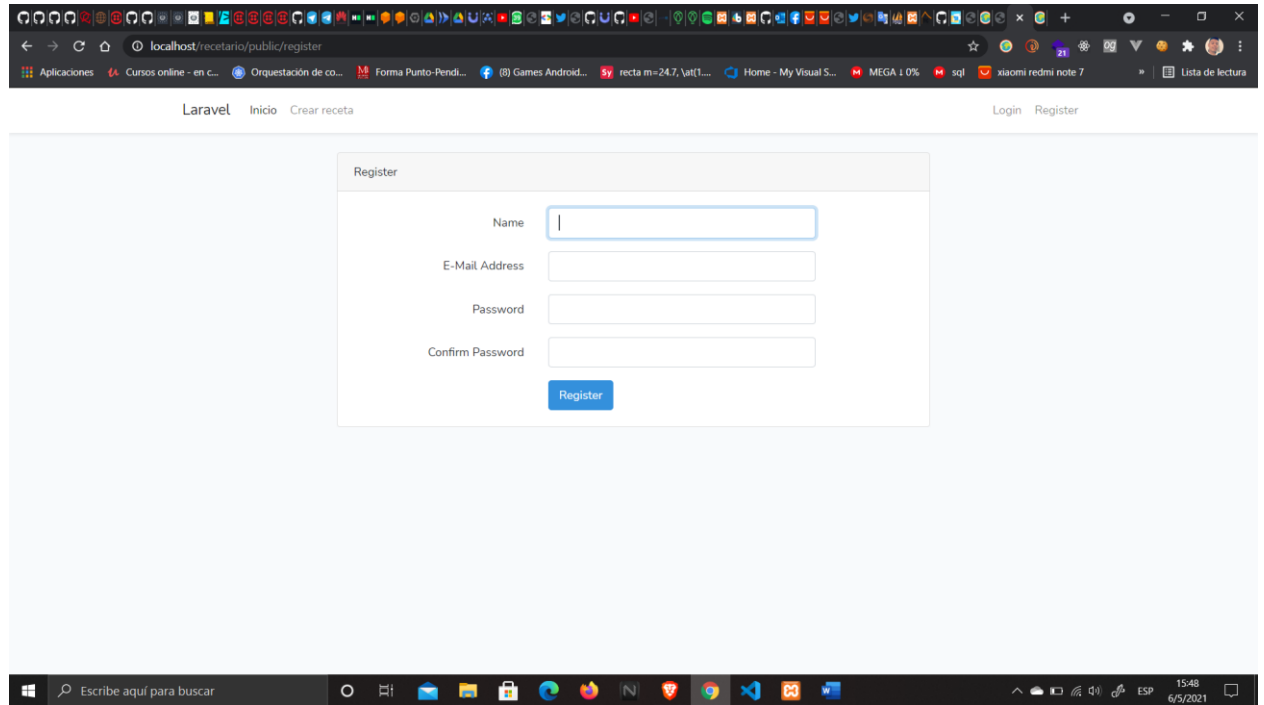 localhost/recetario/public/register
21
Aplicaciones Cursos online - en c... Orquestación de co... Forma Punto-Pendi... (8) Games Android... Sy recta m=24.7, \at(1.... Home - My Visual S... MEGA ↓ 0% sql xiaomi redmi note 7 » Lista de lectura
Laravel Inicio Crear receta Login Register
Register
Name
E-Mail Address
Password
Confirm Password
Register
Escribe aquí para buscar ESP 15:48
6/5/2021